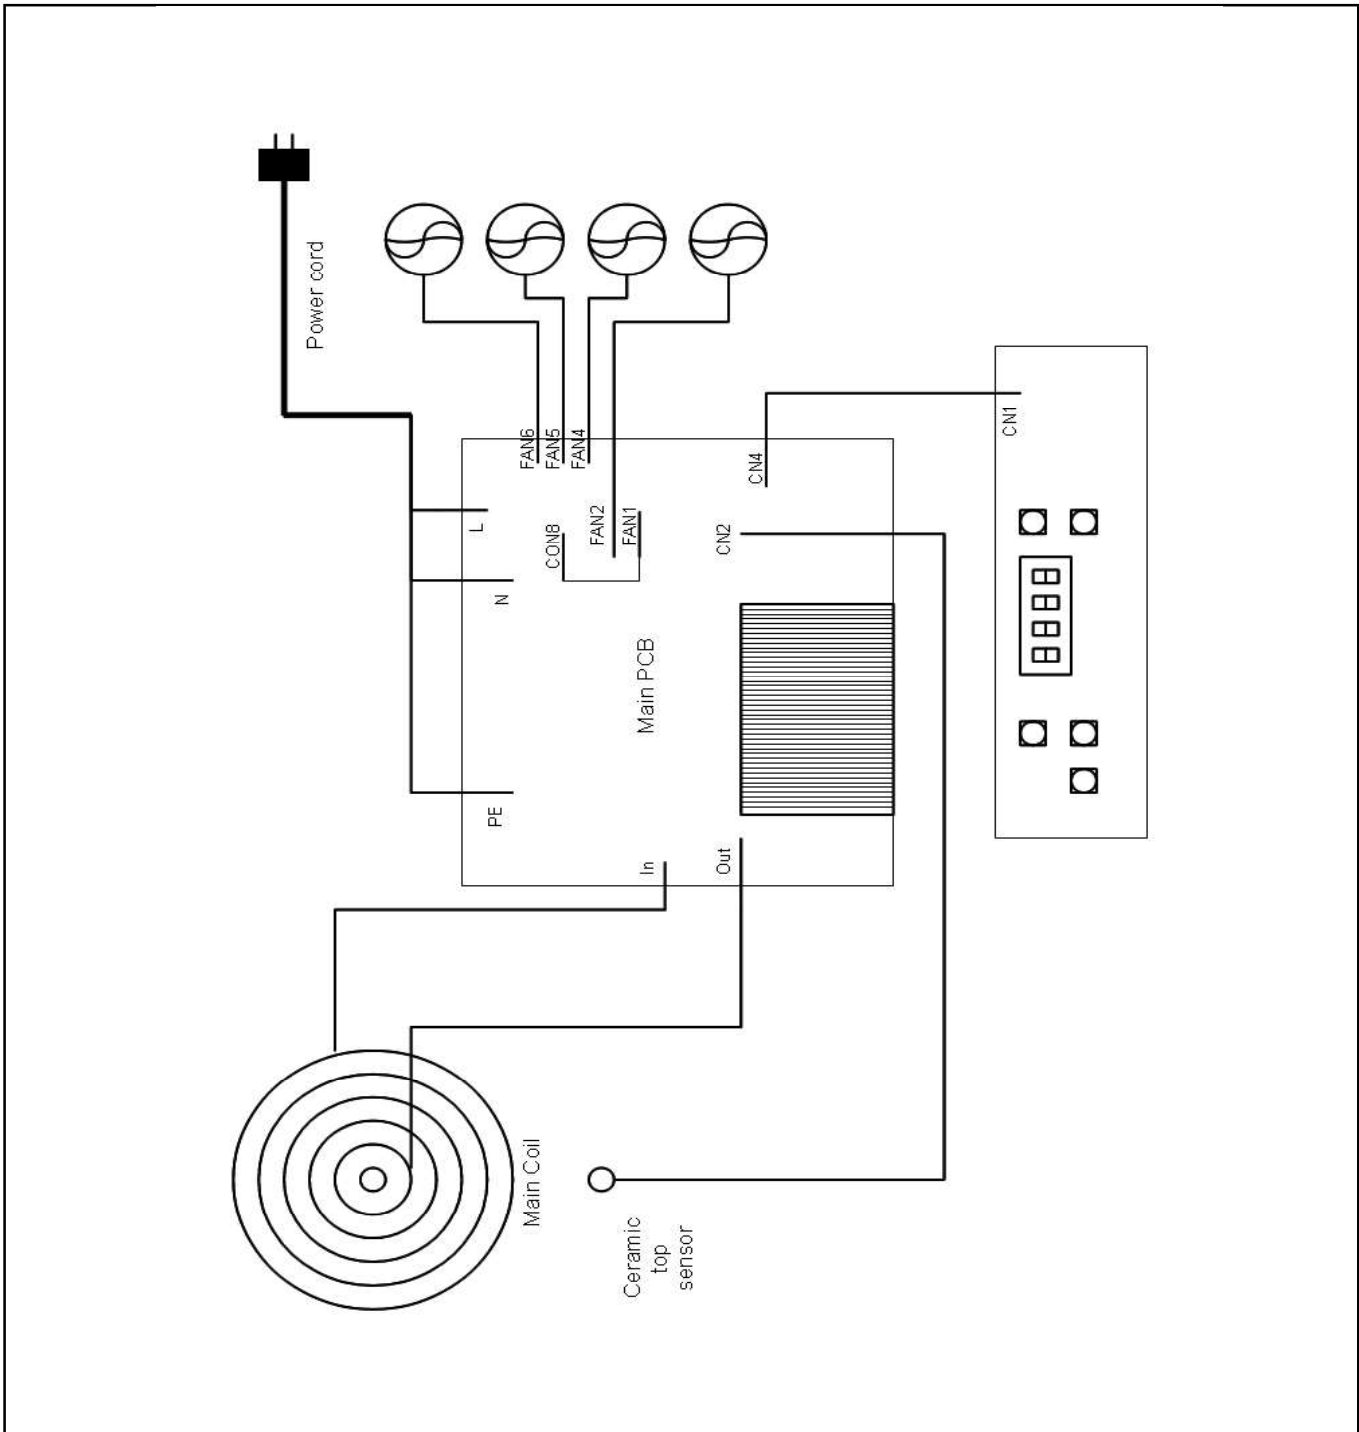 Power cord
FAN6
FAN5
FAN4
CN4
CN1
L
CON8
FAN2
FAN1
CN2
N
Main PCB
PE
In
Out
Main Coil
Ceramic
top
sensor